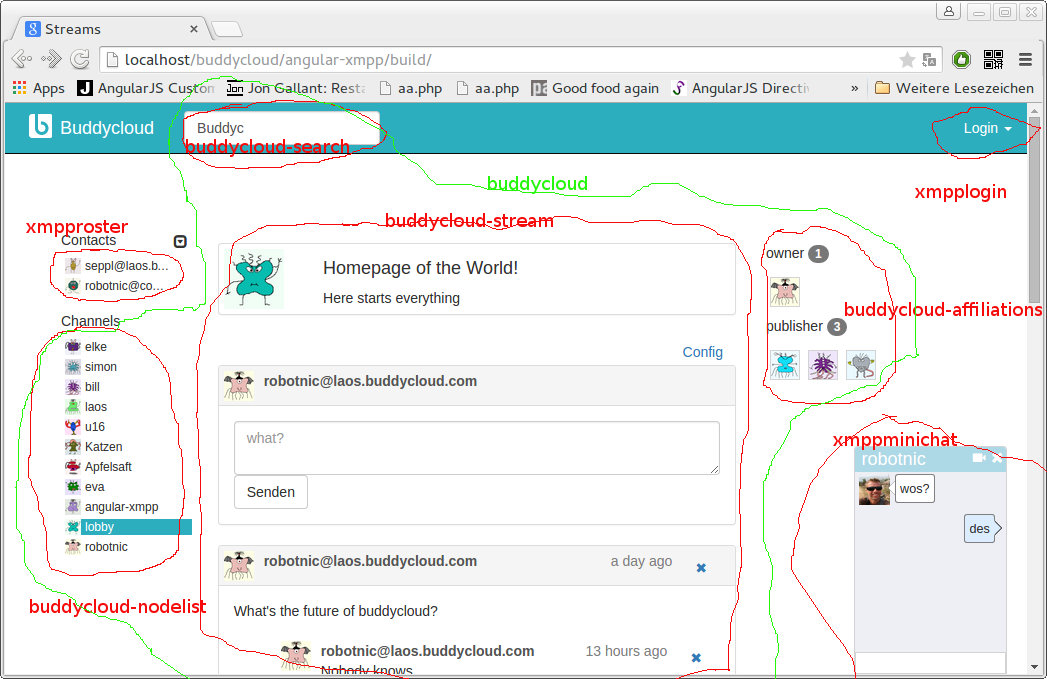 Streams
localhost/buddycloud/angular-xmpp/build/
Apps
AngularJS Custom
Jon Gallant: Resta
aa.php
aa.php
Good food again
AngularJS Directiv
»
Weitere Lesezeichen
Buddycloud
Buddyc
Login
buddycloud-search
buddycloud
xmpplogin
xmpproster
buddycloud-stream
Contacts
seppl@laos.b...
robotnic@co...
Channels
elke
simon
bill
laos
u16
Katzen
Apfelsaft
eva
angular-xmpp
lobby
robotnic
buddycloud-nodelist
Homepage of the World!
Here starts everything
Config
robotnic@laos.buddycloud.com
what?
Senden
robotnic@laos.buddycloud.com
a day ago
What's the future of buddycloud?
robotnic@laos.buddycloud.com
13 hours ago
Nobody knows
owner 1
buddycloud-affiliations
publisher 3
xmppminichat
robotnic
wos?
des